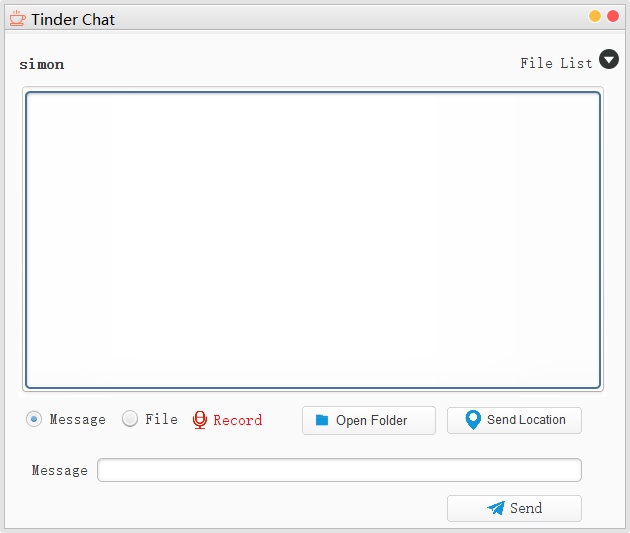 Tinder Chat
simon
File List
Message File Record Open Folder Send Location
Message
Send